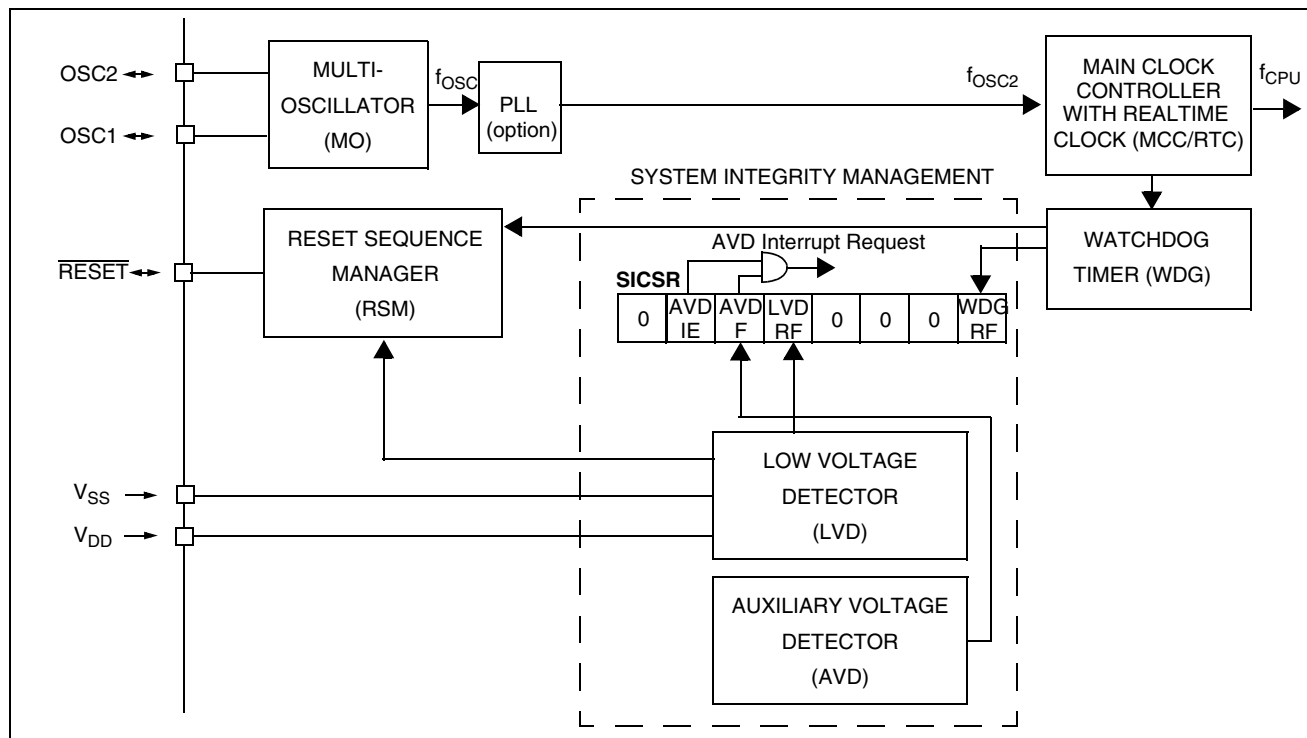 OSC2
OSC1
MULTI-
OSCILLATOR
(MO)
fOSC
PLL
(option)
fOSC2
MAIN CLOCK
CONTROLLER
WITH REALTIME
CLOCK (MCC/RTC)
fCPU
SYSTEM INTEGRITY MANAGEMENT
RESET
RESET SEQUENCE
MANAGER
(RSM)
AVD Interrupt Request
WATCHDOG
TIMER (WDG)
SICSR
0
AVD
IE
AVD
F
LVD
RF
0
0
0
WDG
RF
VSS
VDD
LOW VOLTAGE
DETECTOR
(LVD)
AUXILIARY VOLTAGE
DETECTOR
(AVD)